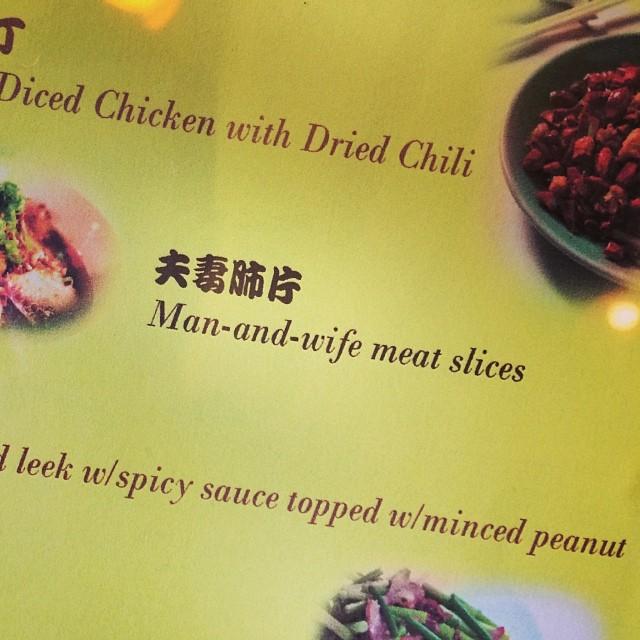 丁
Diced Chicken with Dried Chili
夫妻肺片
Man-and-wife meat slices
leek w/spicy sauce topped w/minced peanut